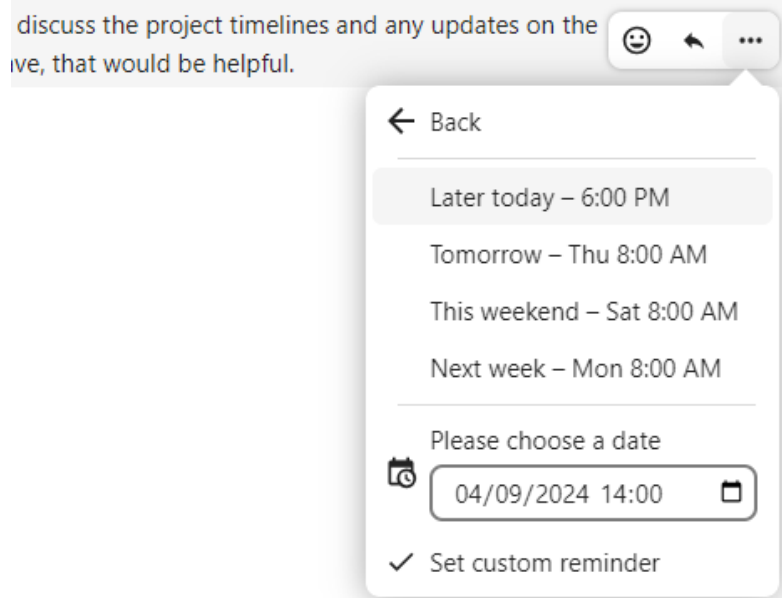 discuss the project timelines and any updates on the
ve, that would be helpful.
Back
Later today – 6:00 PM
Tomorrow – Thu 8:00 AM
This weekend – Sat 8:00 AM
Next week – Mon 8:00 AM
Please choose a date
04/09/2024 14:00
Set custom reminder